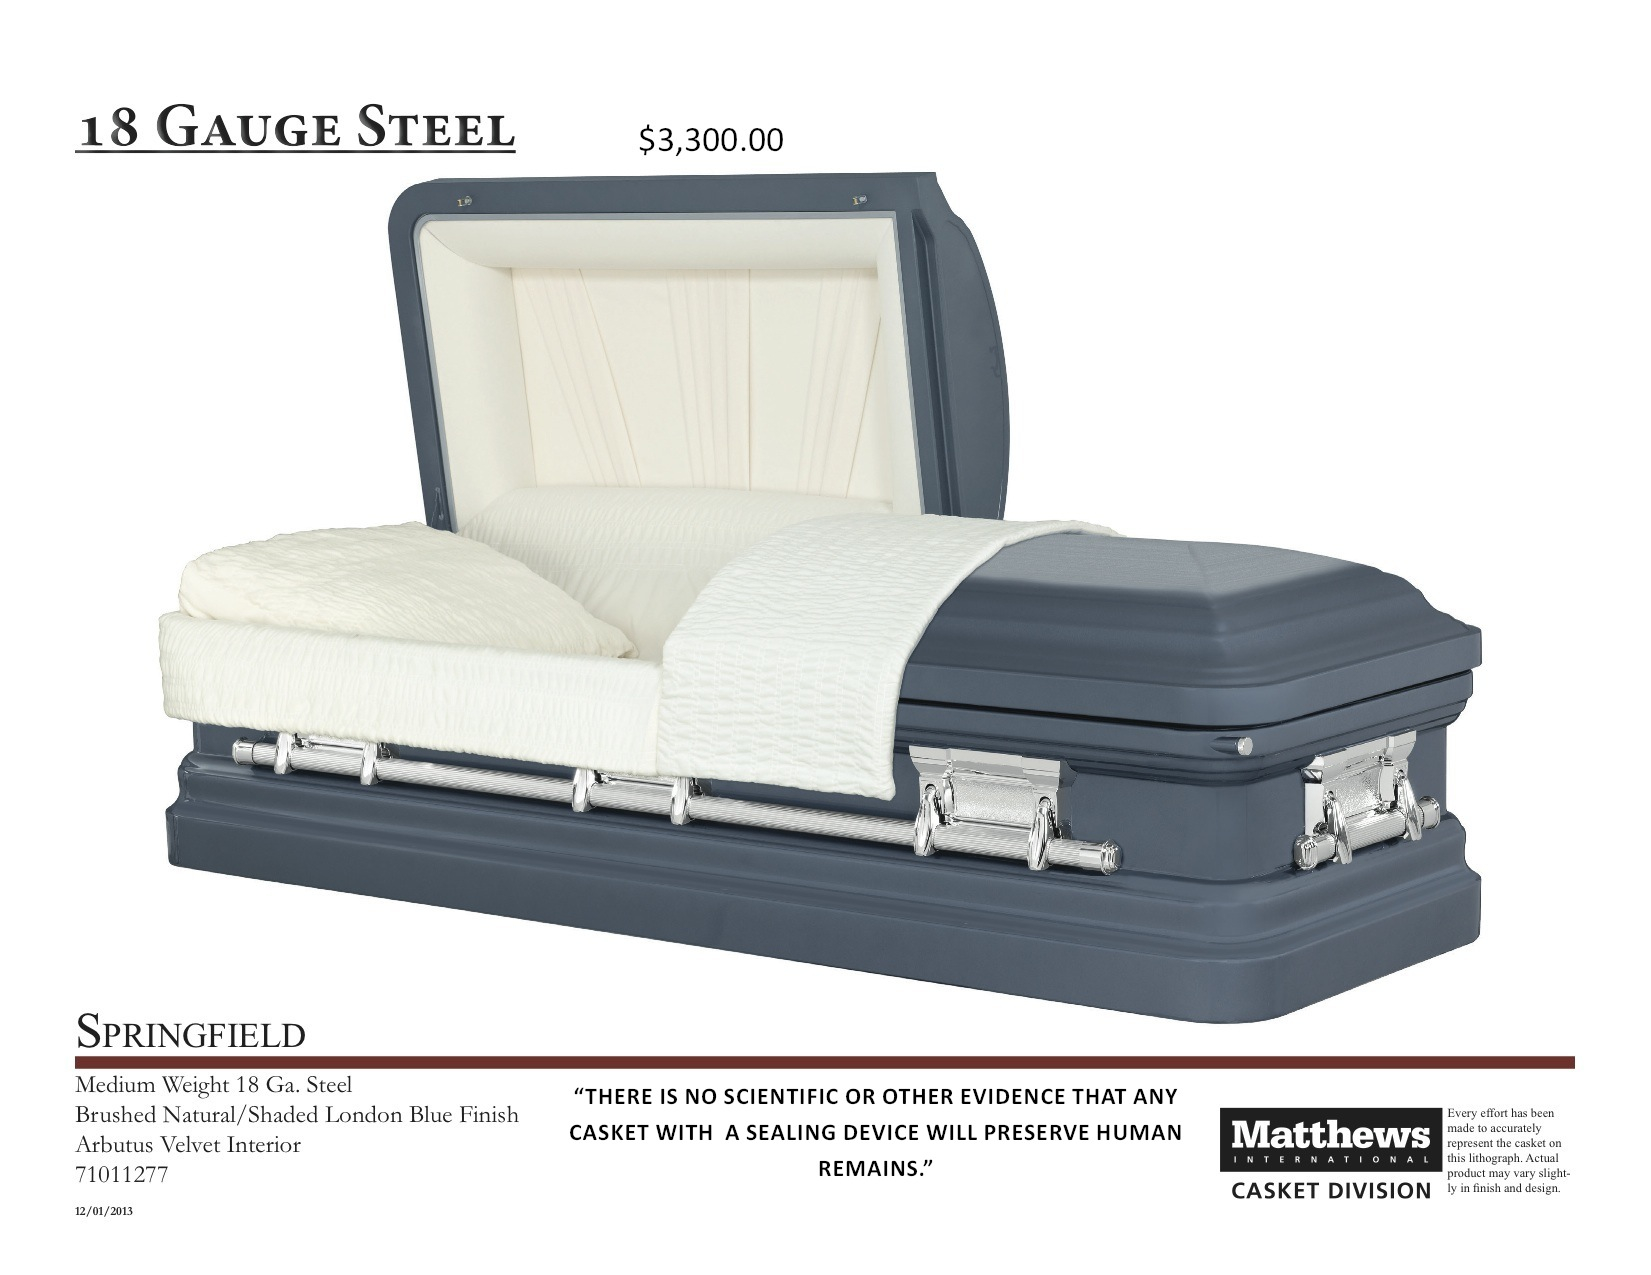 18 Gauge Steel
$3,300.00
Springfield
Medium Weight 18 Ga. Steel
Brushed Natural/Shaded London Blue Finish
Arbutus Velvet Interior
71011277
12/01/2013
“THERE IS NO SCIENTIFIC OR OTHER EVIDENCE THAT ANY
CASKET WITH A SEALING DEVICE WILL PRESERVE HUMAN
REMAINS.”
Matthews
INTERNATIONAL
CASKET DIVISION
Every effort has been
made to accurately
represent the casket on
this lithograph. Actual
product may vary slight-
ly in finish and design.